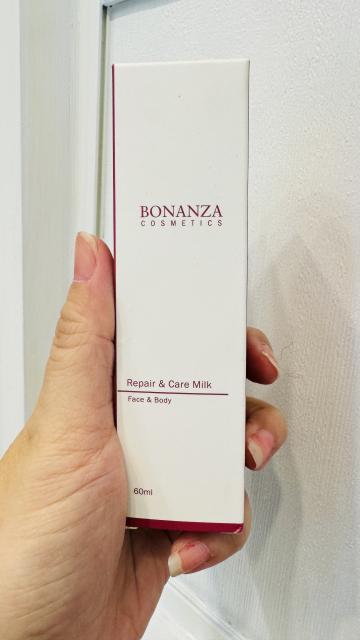 BONANZA
COSMETICS
Repair & Care Milk
Face & Body
60ml